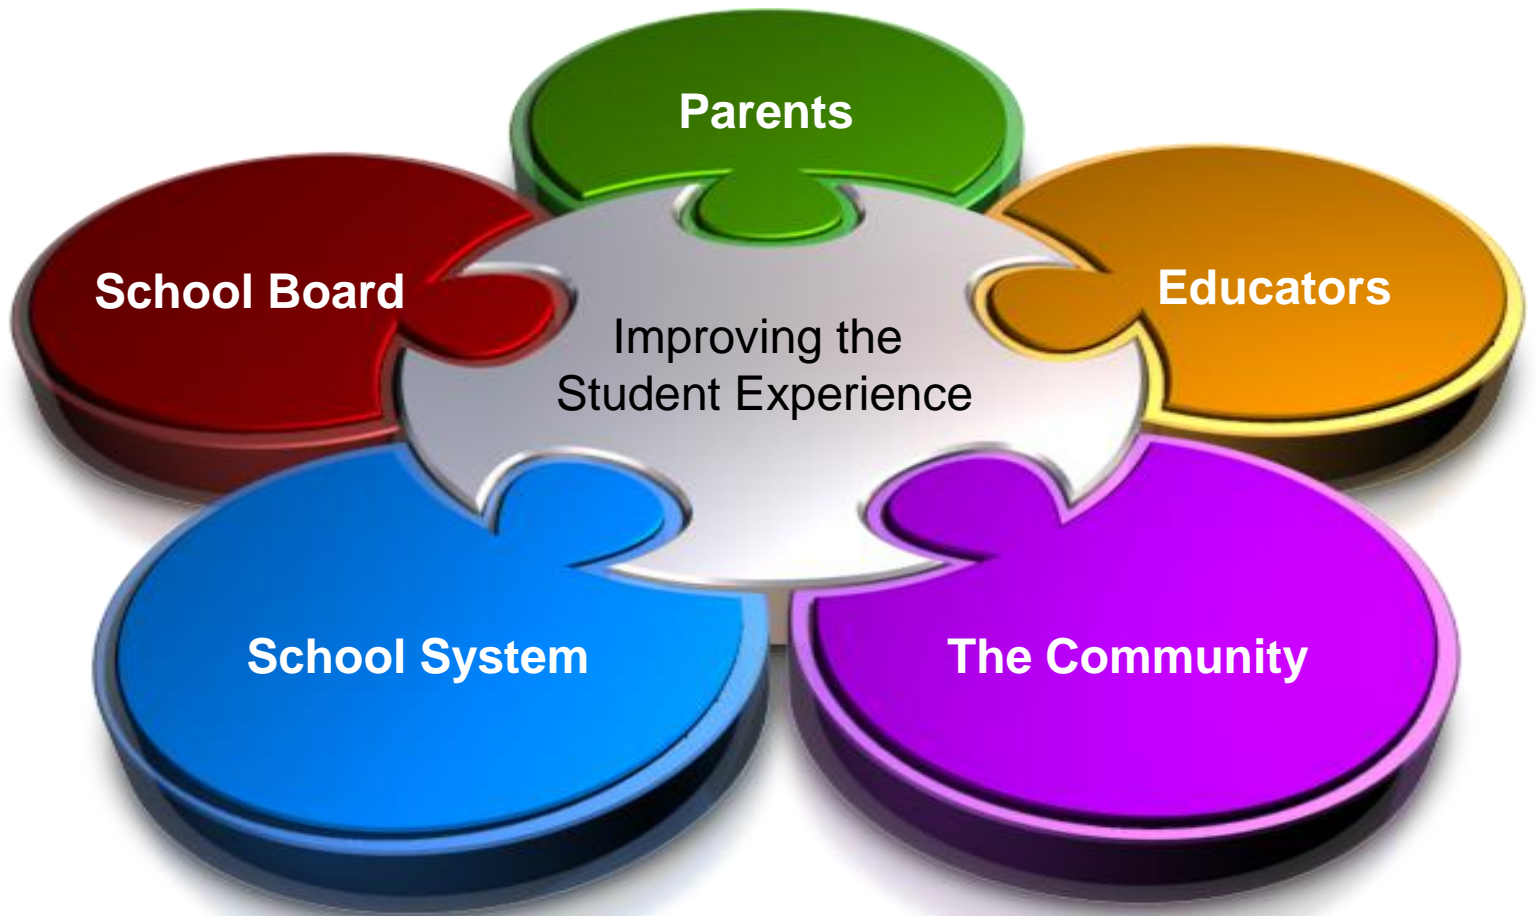 Parents
School Board
Educators
Improving the
Student Experience
School System
The Community